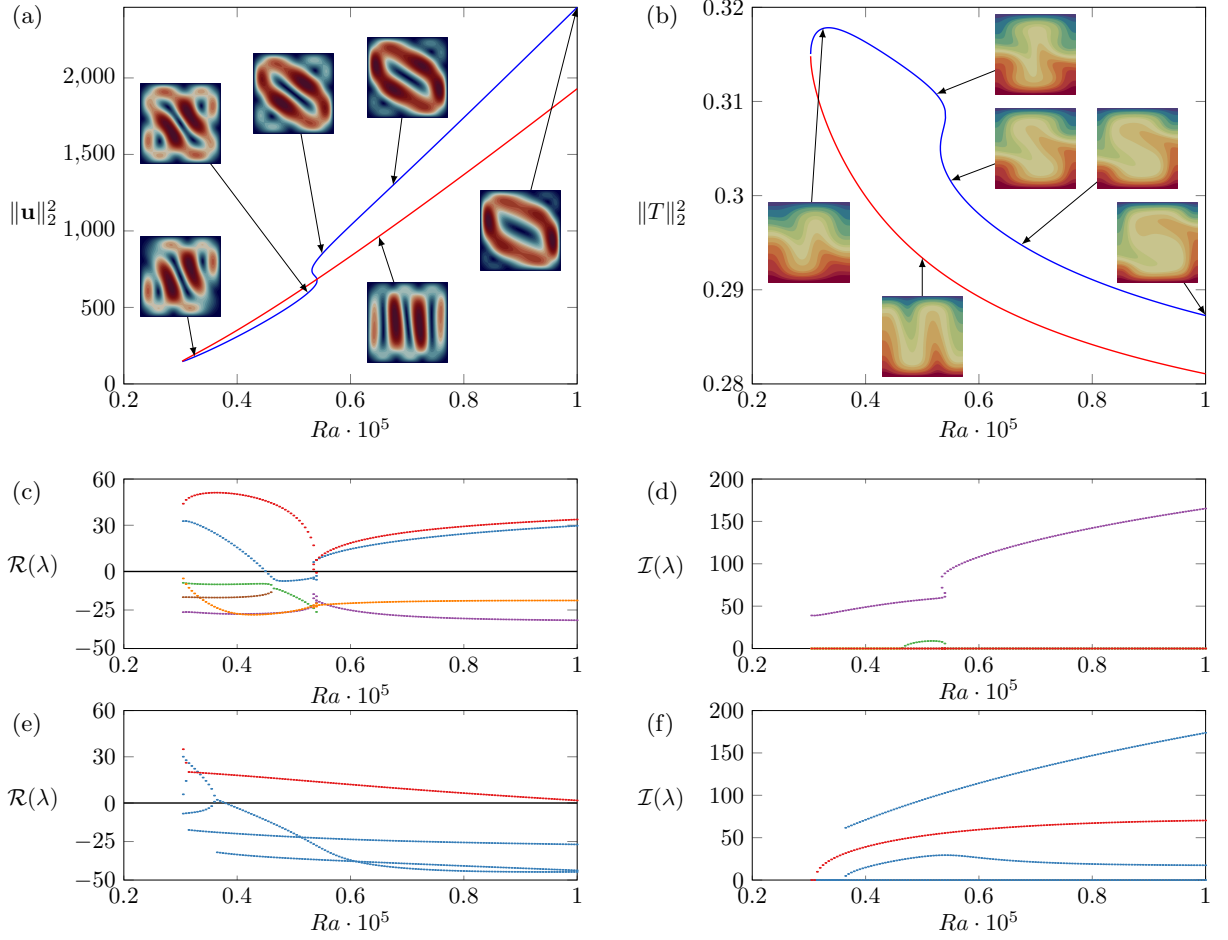 (a)
2,000
1,500
‖u‖₂²
1,000
500
0
0.2 0.4 0.6 0.8 1
Ra · 10⁵
(b)
0.32
0.31
‖T‖₂²
0.3
0.29
0.28
0.2 0.4 0.6 0.8 1
Ra · 10⁵
(c)
60
30
R(λ)
0
−25
−50
0.2 0.4 0.6 0.8 1
Ra · 10⁵
(d)
200
150
I(λ)
100
50
0
0.2 0.4 0.6 0.8 1
Ra · 10⁵
(e)
60
30
R(λ)
0
−25
−50
0.2 0.4 0.6 0.8 1
Ra · 10⁵
(f)
200
150
I(λ)
100
50
0
0.2 0.4 0.6 0.8 1
Ra · 10⁵